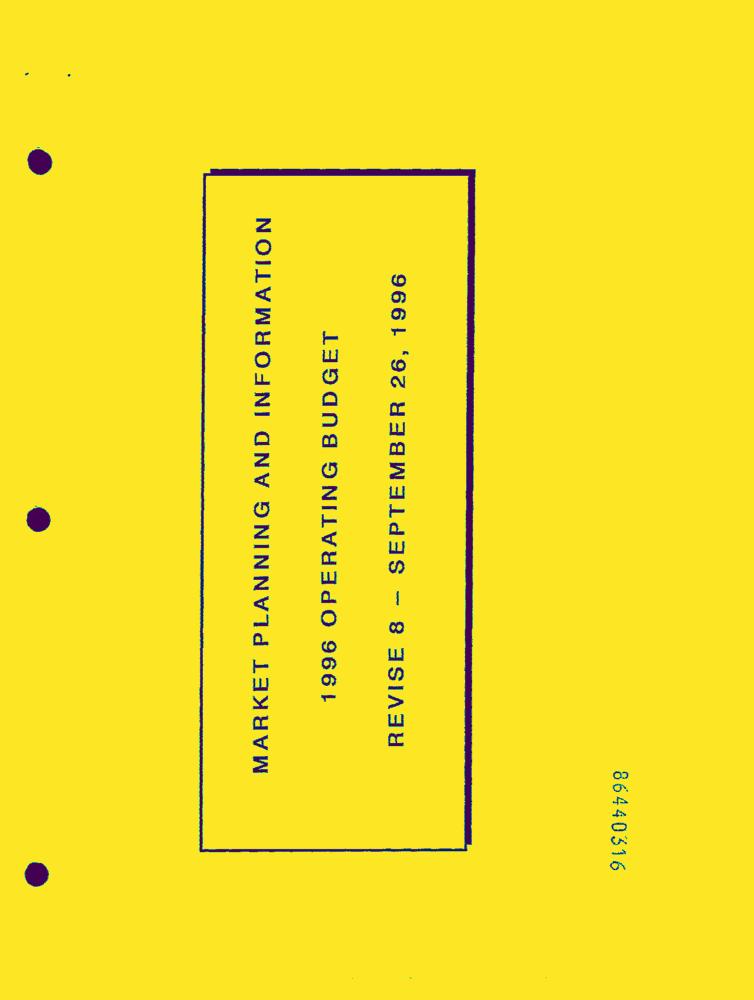 MARKET PLANNING AND INFORMATION
1996 OPERATING BUDGET
REVISE 8 – SEPTEMBER 26, 1996
86440316